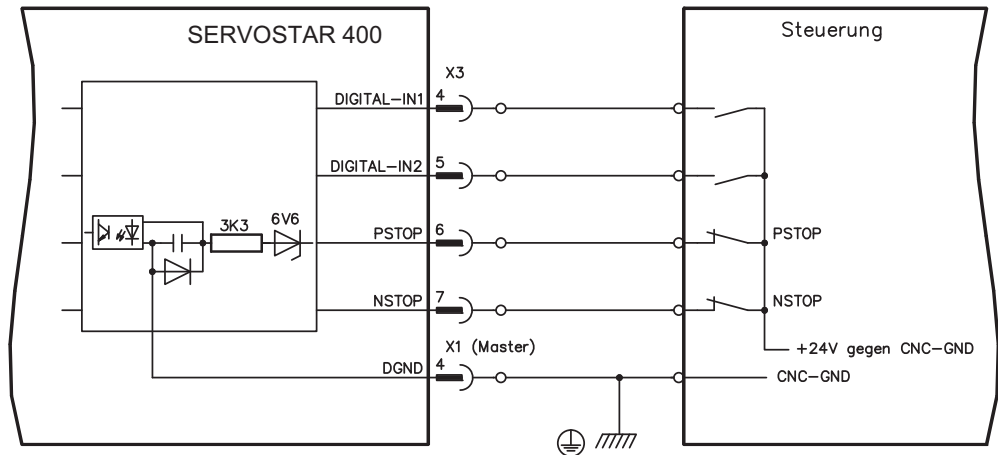 SERVOSTAR 400
Steuerung
X3
DIGITAL-IN1 4
DIGITAL-IN2 5
3K3 6V6
PSTOP 6 PSTOP
NSTOP 7 NSTOP
X1 (Master)
+24V gegen CNC-GND
DGND 4 CNC-GND